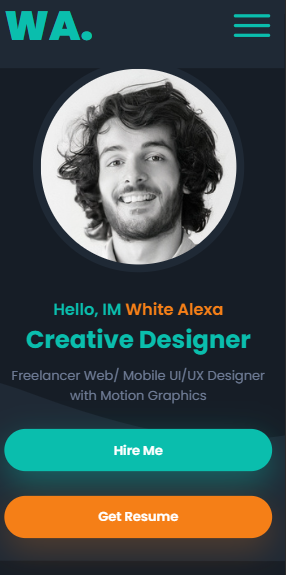 WA.
Hello, IM White Alexa
Creative Designer
Freelancer Web/ Mobile UI/UX Designer
with Motion Graphics
Hire Me
Get Resume